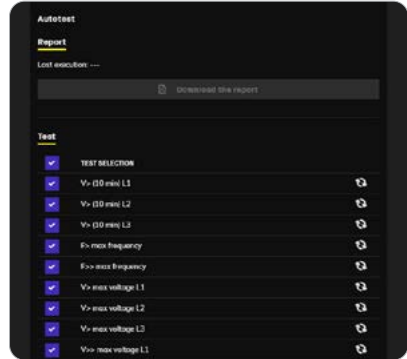 Autotest
Report
Last execution: ---
Download the report
Test
TEST SELECTION
V> (10 min) L1
V> (10 min) L2
V> (10 min) L3
F> max frequency
F>> max frequency
V> max voltage L1
V> max voltage L2
V> max voltage L3
V>> max voltage L1